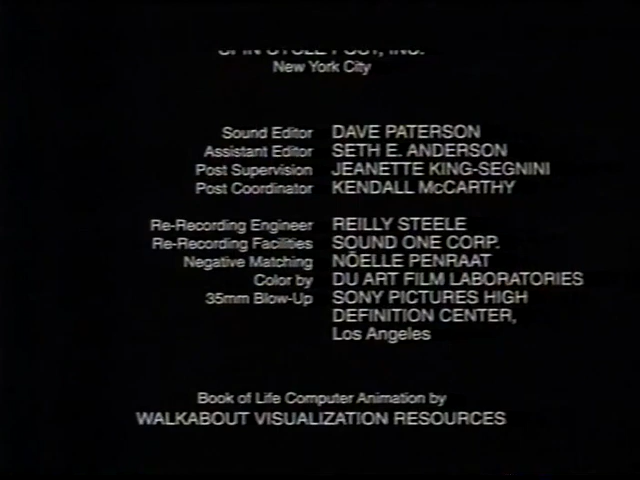 New York City
Sound Editor DAVE PATERSON
Assistant Editor SETH E. ANDERSON
Post Supervision JEANETTE KING-SEGNINI
Post Coordinator KENDALL McCARTHY
Re-Recording Engineer REILLY STEELE
Re-Recording Facilities SOUND ONE CORP.
Negative Matching NÖELLE PENRAAT
Color by DU ART FILM LABORATORIES
35mm Blow-Up SONY PICTURES HIGH
DEFINITION CENTER,
Los Angeles
Book of Life Computer Animation by
WALKABOUT VISUALIZATION RESOURCES